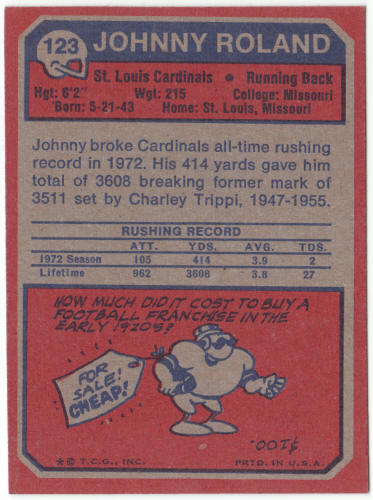 123 JOHNNY ROLAND
St. Louis Cardinals • Running Back
Hgt: 6'2" Wgt: 215 College: Missouri
Born: 5-21-43 Home: St. Louis, Missouri
Johnny broke Cardinals all-time rushing
record in 1972. His 414 yards gave him
total of 3608 breaking former mark of
3511 set by Charley Trippi, 1947-1955.
RUSHING RECORD
ATT. YDS. AVG. TDS.
1972 Season 105 414 3.9 2
Lifetime 962 3608 3.8 27
HOW MUCH DID IT COST TO BUY A
FOOTBALL FRANCHISE IN THE
EARLY 1920S?
FOR
SALE!
CHEAP!
$100.
*© T.C.G., INC. PRTD. IN U.S.A.